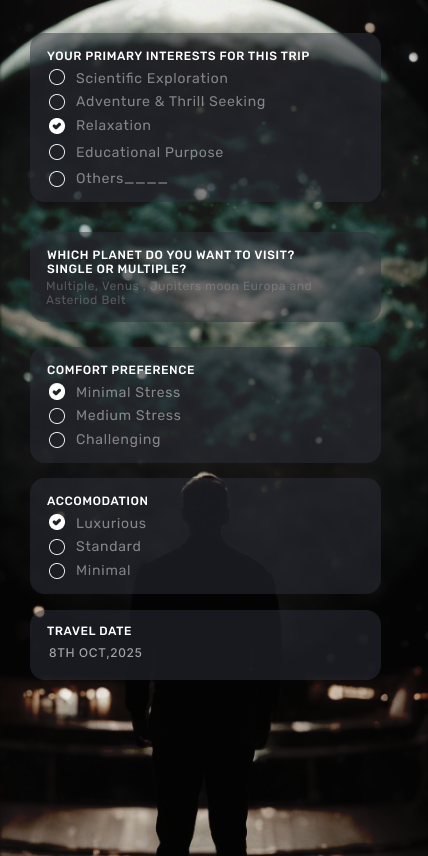 YOUR PRIMARY INTERESTS FOR THIS TRIP
Scientific Exploration
Adventure & Thrill Seeking
Relaxation
Educational Purpose
Others____
WHICH PLANET DO YOU WANT TO VISIT?
SINGLE OR MULTIPLE?
Multiple, Venus , Jupiters moon Europa and
Asteriod Belt
COMFORT PREFERENCE
Minimal Stress
Medium Stress
Challenging
ACCOMODATION
Luxurious
Standard
Minimal
TRAVEL DATE
8TH OCT,2025